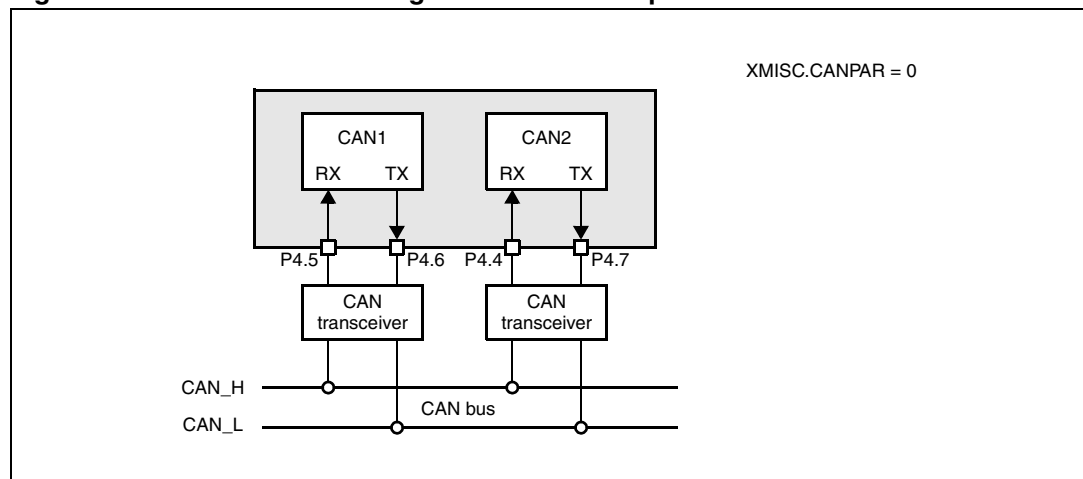 XMISC.CANPAR = 0
CAN1
CAN2
RX TX
RX TX
P4.5
P4.6
P4.4
P4.7
CAN
transceiver
CAN
transceiver
CAN_H
CAN bus
CAN_L